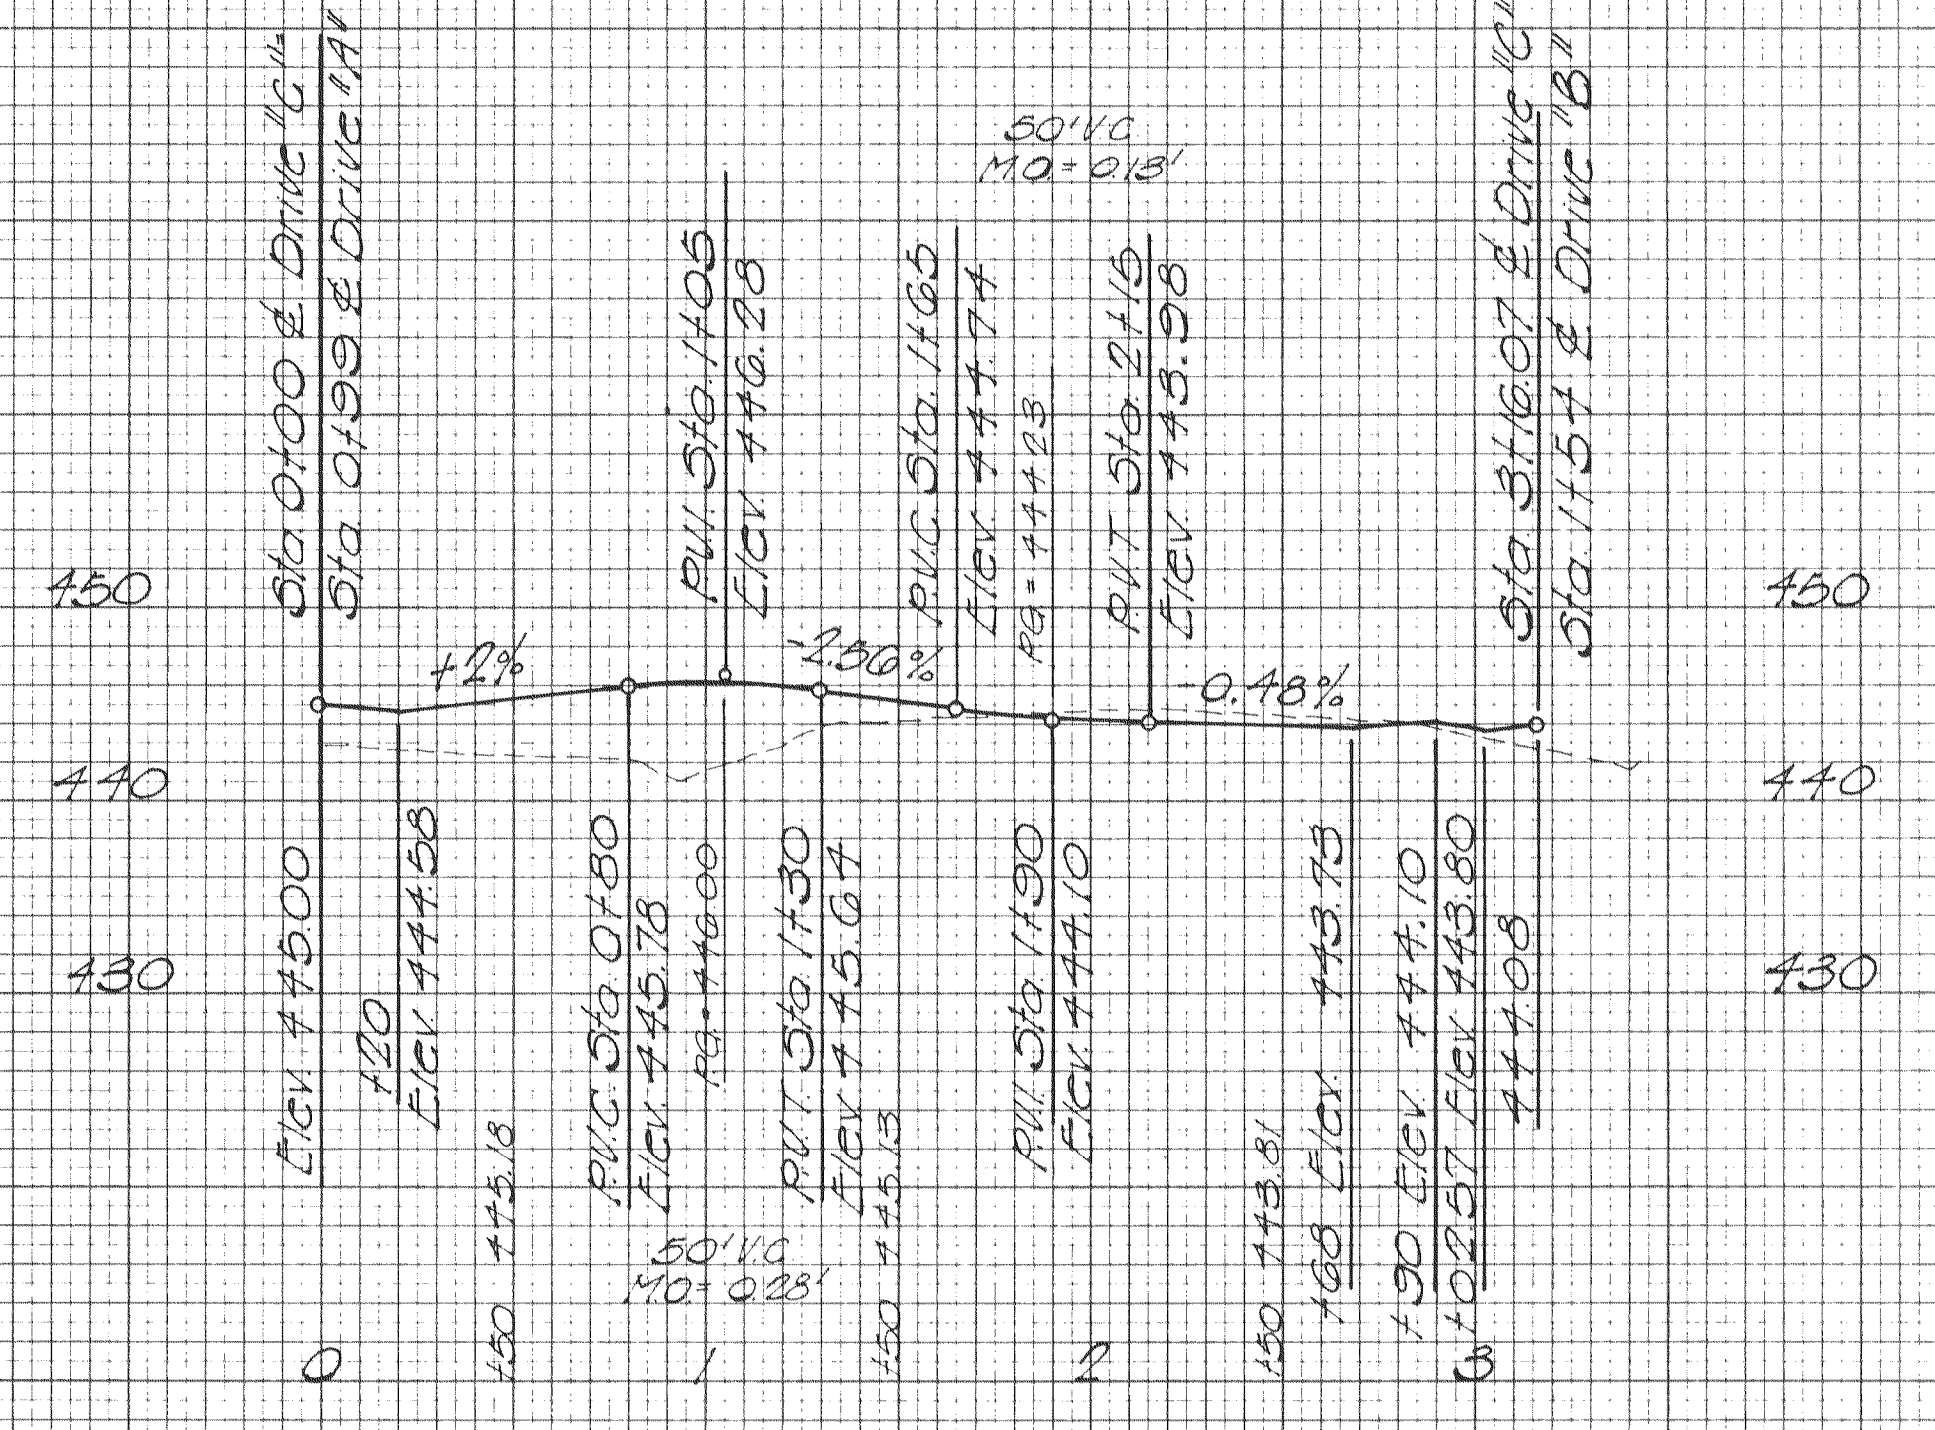 Sta. 0+00 ℄ Drive "C"=
Sta. 0+99 ℄ Drive "A"
50' V.C.
M.O.= 0.13'
P.V.I. Sta. 1+05
Elev. 446.28
P.V.C. Sta. 1+65
Elev. 444.74
P.G.= 444.23
P.V.T. Sta. 2+15
Elev. 443.98
Sta. 3+16.07 ℄ Drive "C"
Sta. 1+54 ℄ Drive "B"
450
450
+2%
-2.56%
-0.48%
440
440
430
430
Elev. 445.00
+20
Elev. 444.58
+50 445.18
P.V.C. Sta. 0+80
Elev. 445.78
P.G.=446.00
P.V.T. Sta. 1+30
Elev. 445.64
+50 445.13
P.V.I. Sta. 1+90
Elev. 444.10
+50 443.81
+68 Elev. 443.73
+90 Elev. 444.10
+02.57 Elev. 443.80
444.08
50' V.C.
M.O.= 0.28'
0
1
2
3